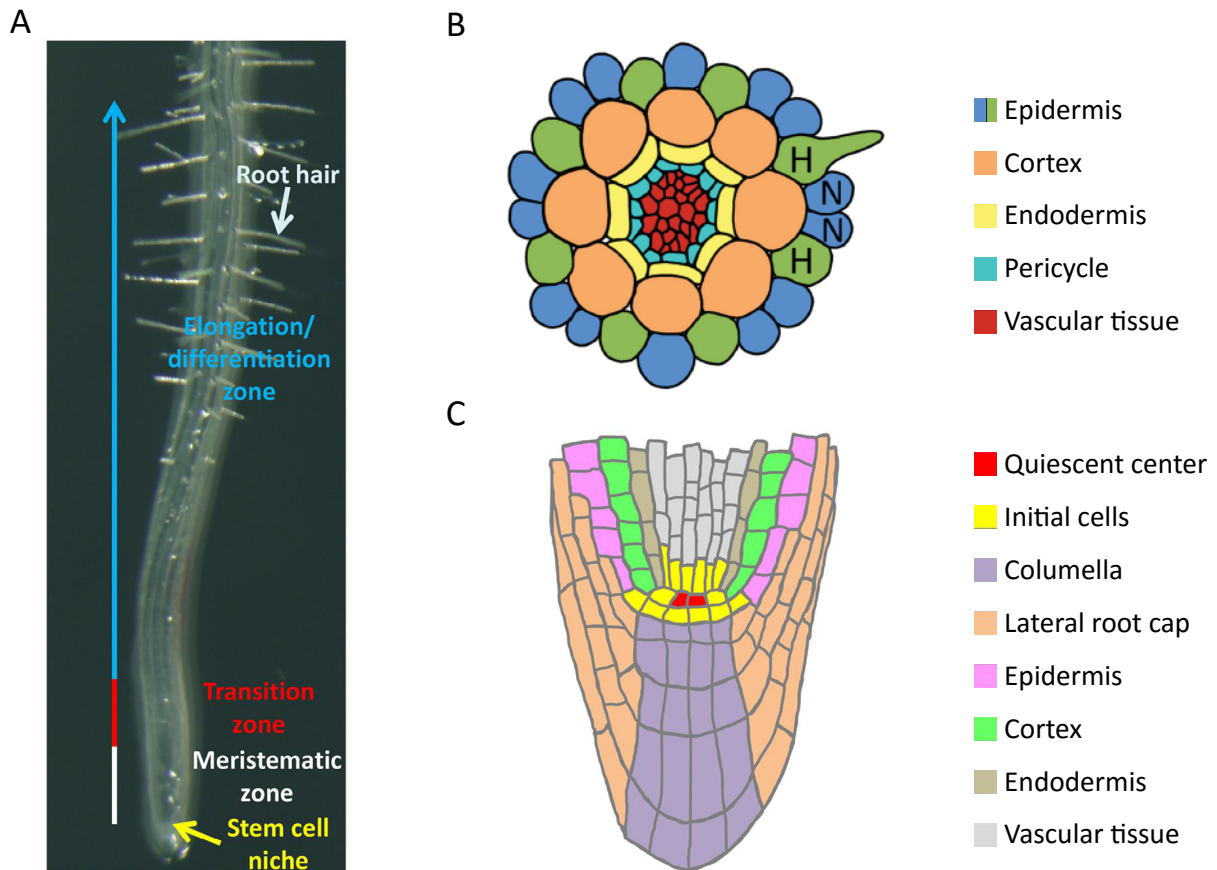 A
Root hair
Elongation/
differentiation
zone
Transition
zone
Meristematic
zone
Stem cell
niche
B
H
N
N
H
Epidermis
Cortex
Endodermis
Pericycle
Vascular tissue
C
Quiescent center
Initial cells
Columella
Lateral root cap
Epidermis
Cortex
Endodermis
Vascular tissue